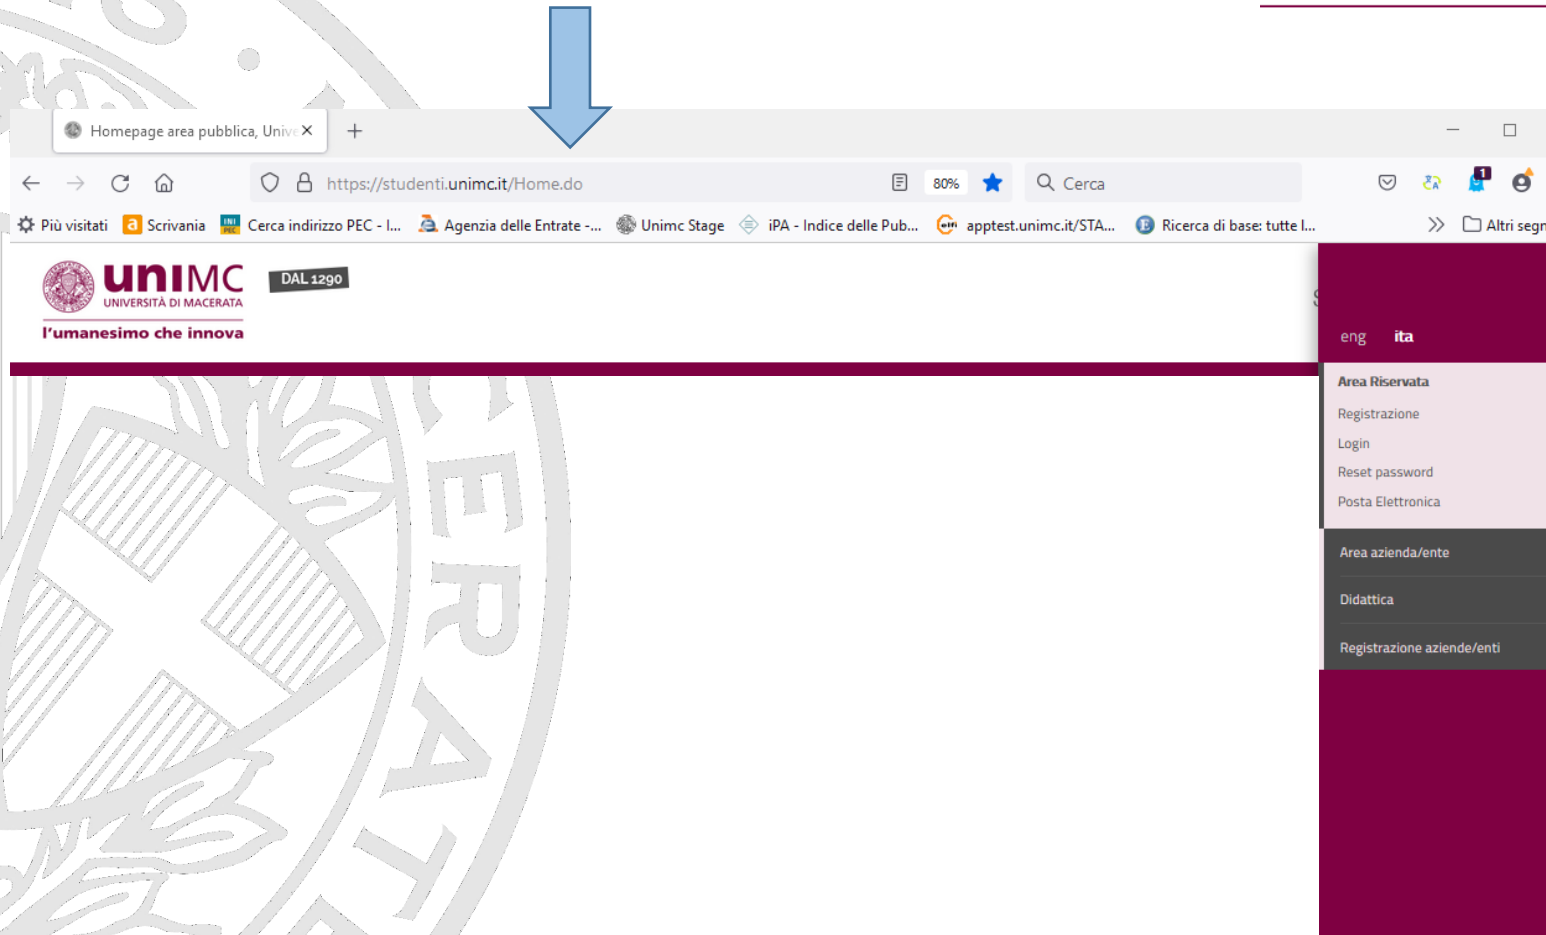 Homepage area pubblica, Unive
https://studenti.unimc.it/Home.do
80%
Cerca
1
Più visitati
Scrivania
Cerca indirizzo PEC - I...
Agenzia delle Entrate -...
Unimc Stage
iPA - Indice delle Pub...
apptest.unimc.it/STA...
Ricerca di base: tutte l...
Altri segn
unIMC
DAL 1290
UNIVERSITÀ DI MACERATA
l'umanesimo che innova
eng ita
Area Riservata
Registrazione
Login
Reset password
Posta Elettronica
Area azienda/ente
Didattica
Registrazione aziende/enti